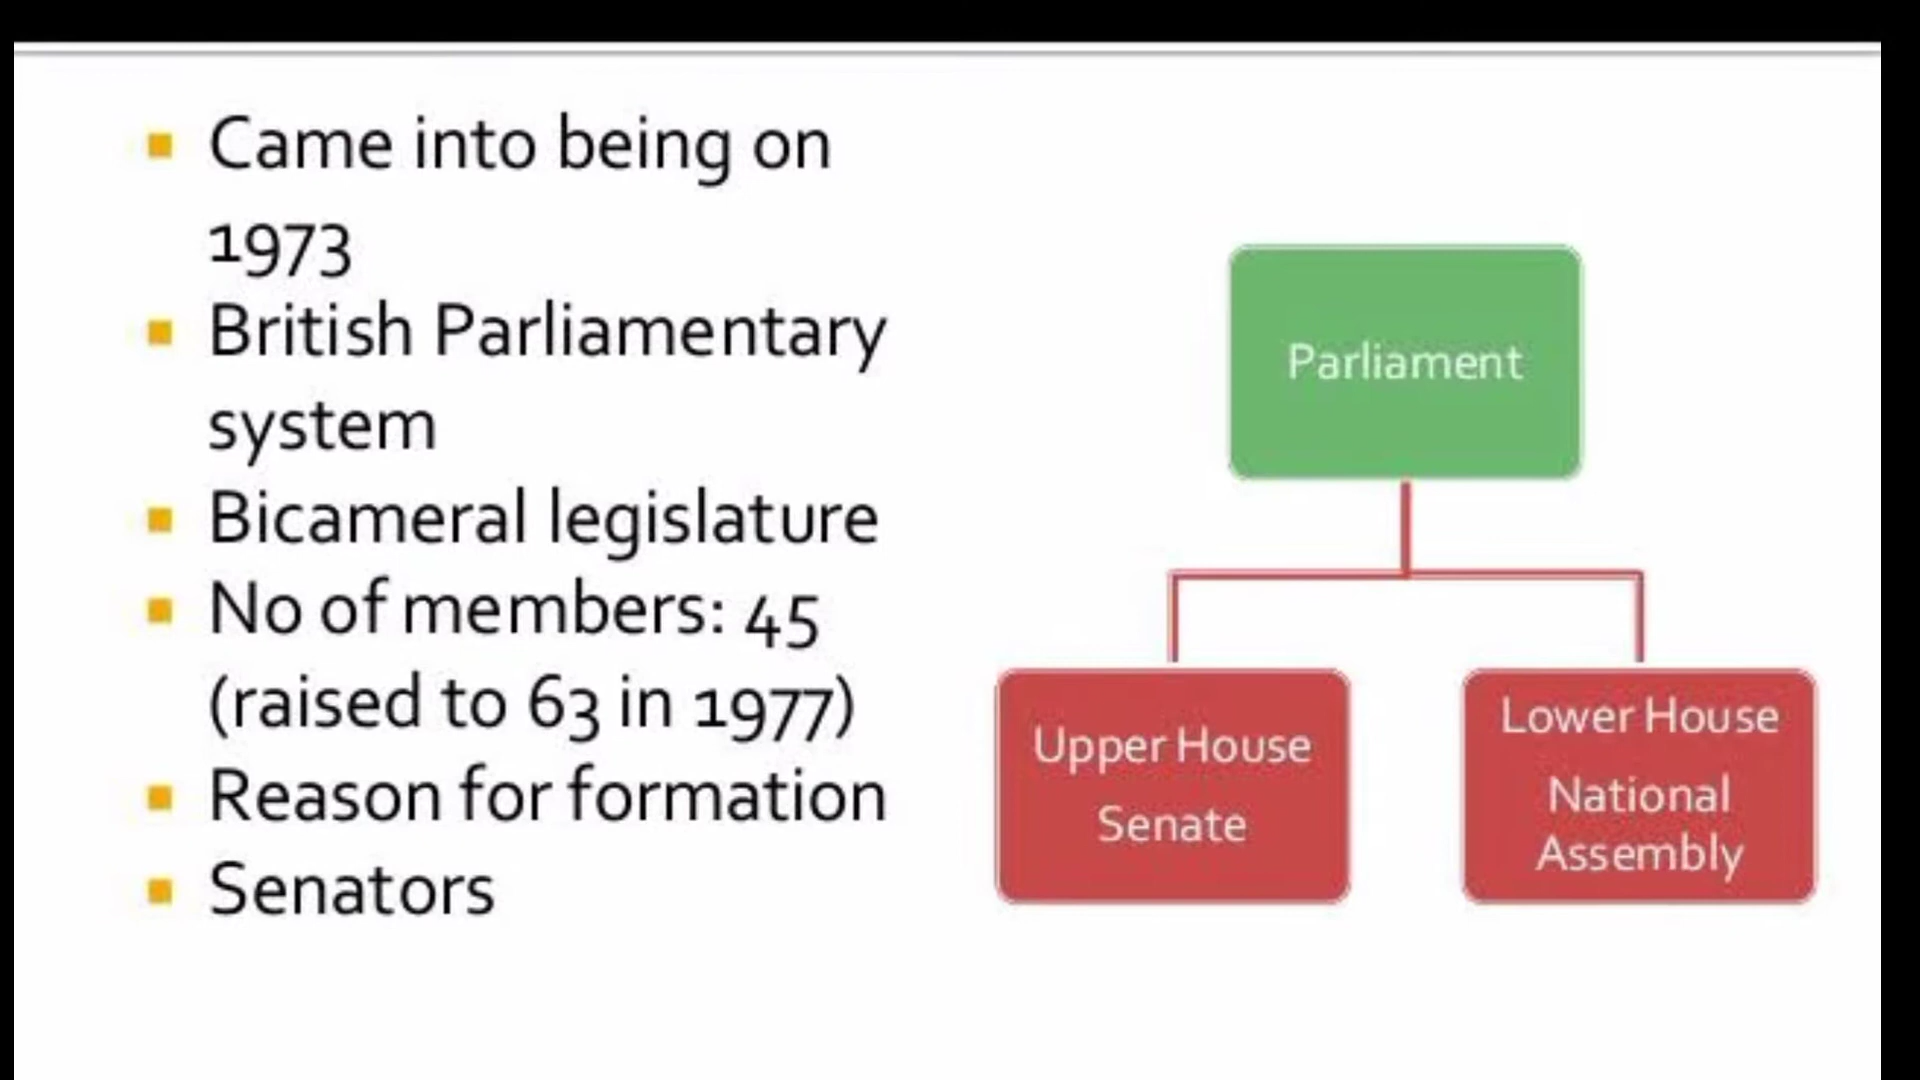 Came into being on
1973
British Parliamentary
system
Bicameral legislature
No of members: 45
(raised to 63 in 1977)
Reason for formation
Senators
Parliament
Upper House
Senate
Lower House
National
Assembly